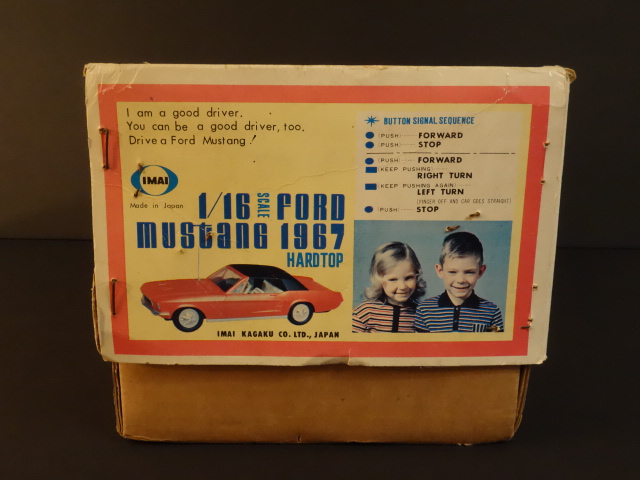 I am a good driver.
You can be a good driver, too.
Drive a Ford Mustang!
IMAI
Made in Japan
1/16 SCALE FORD
MUSTANG 1967
HARDTOP
IMAI KAGAKU CO. LTD., JAPAN
BUTTON SIGNAL SEQUENCE
(PUSH) FORWARD
(PUSH) STOP
(PUSH) FORWARD
(KEEP PUSHING)
RIGHT TURN
(KEEP PUSHING AGAIN)
LEFT TURN
(FINGER OFF AND CAR GOES STRAIGHT)
(PUSH) STOP